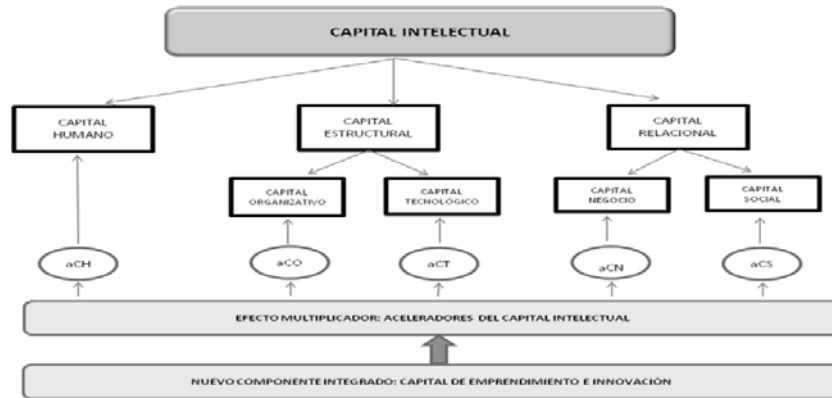 CAPITAL INTELECTUAL
CAPITAL
HUMANO
CAPITAL
ESTRUCTURAL
CAPITAL
RELACIONAL
CAPITAL
ORGANIZATIVO
CAPITAL
TECNOLÓGICO
CAPITAL
NEGOCIO
CAPITAL
SOCIAL
aCH
aCO
aCT
aCN
aCS
EFECTO MULTIPLICADOR: ACELERADORES DEL CAPITAL INTELECTUAL
NUEVO COMPONENTE INTEGRADO: CAPITAL DE EMPRENDIMIENTO E INNOVACIÓN